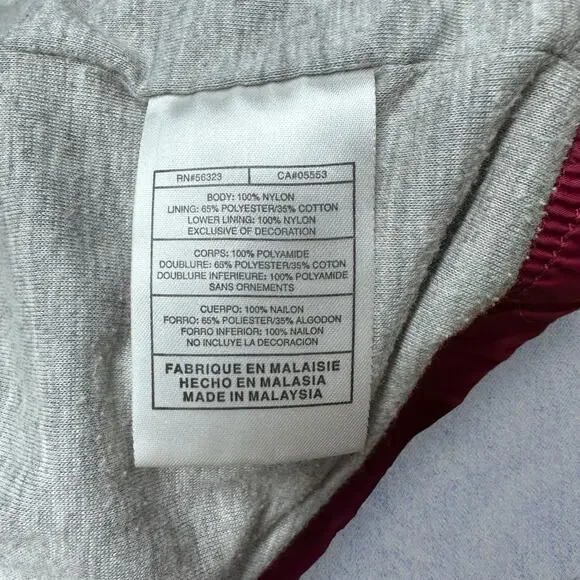 RN#56323 CA#05553
BODY: 100% NYLON
LINING: 65% POLYESTER/35% COTTON
LOWER LINING: 100% NYLON
EXCLUSIVE OF DECORATION
CORPS: 100% POLYAMIDE
DOUBLURE: 65% POLYESTER/35% COTON
DOUBLURE INFERIEURE: 100% POLYAMIDE
SANS ORNEMENTS
CUERPO: 100% NAILON
FORRO: 65% POLIESTER/35% ALGODON
FORRO INFERIOR: 100% NAILON
NO INCLUYE LA DECORACION
FABRIQUE EN MALAISIE
HECHO EN MALASIA
MADE IN MALAYSIA